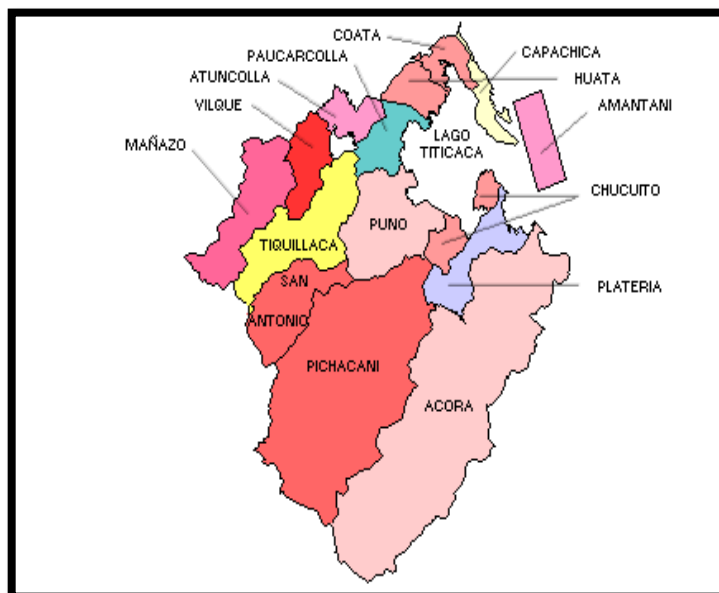 COATA
PAUCARCOLLA
CAPACHICA
ATUNCOLLA
HUATA
VILQUE
AMANTANI
LAGO
TITICACA
MAÑAZO
CHUCUITO
PUNO
TIQUILLACA
SAN
PLATERIA
ANTONIO
PICHACANI
ACORA